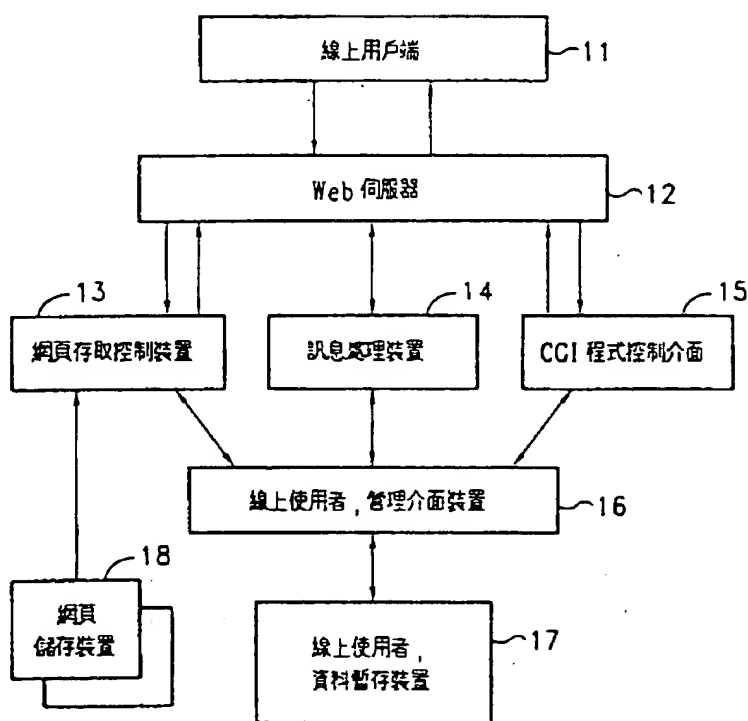 線上用戶端
11
Web 伺服器
12
13
14
15
網頁存取控制裝置
訊息處理裝置
CGI 程式控制介面
線上使用者,管理介面裝置
16
18
網頁
儲存裝置
線上使用者,
資料暫存裝置
17